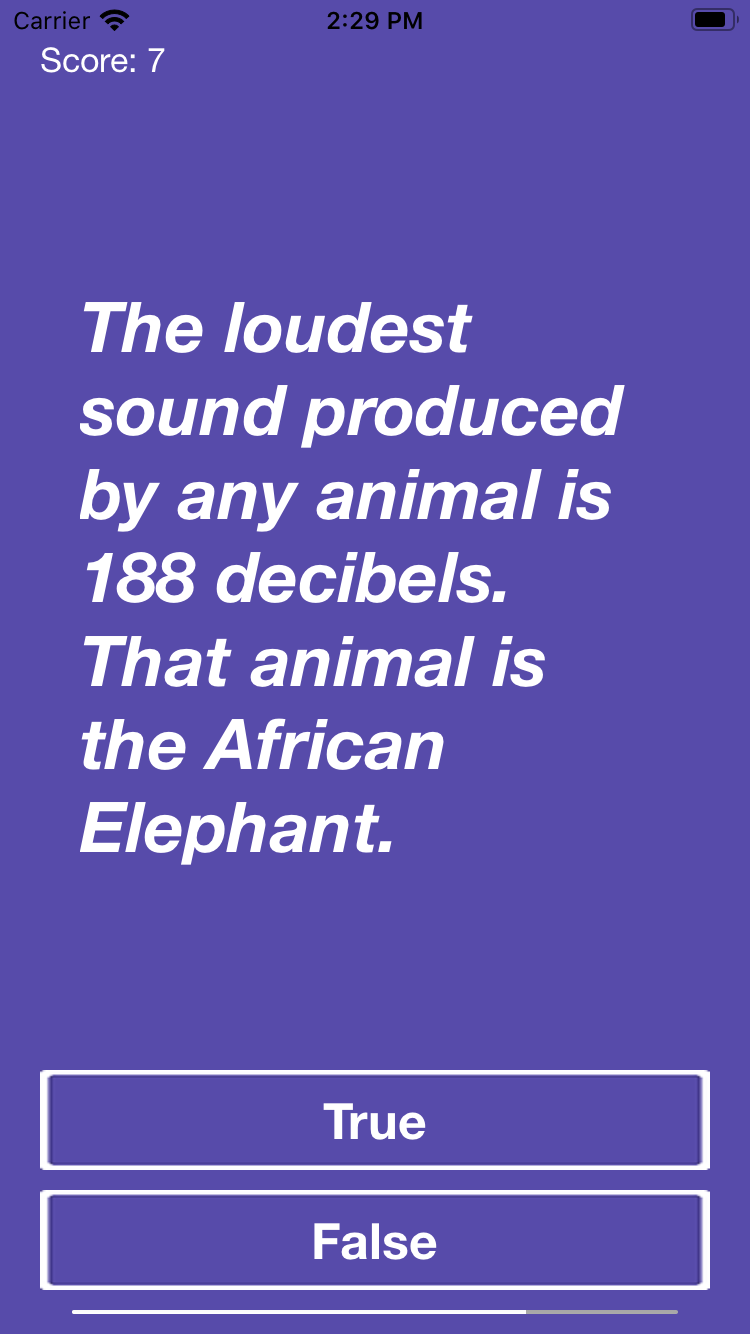 Carrier 2:29 PM
Score: 7
The loudest
sound produced
by any animal is
188 decibels.
That animal is
the African
Elephant.
True
False